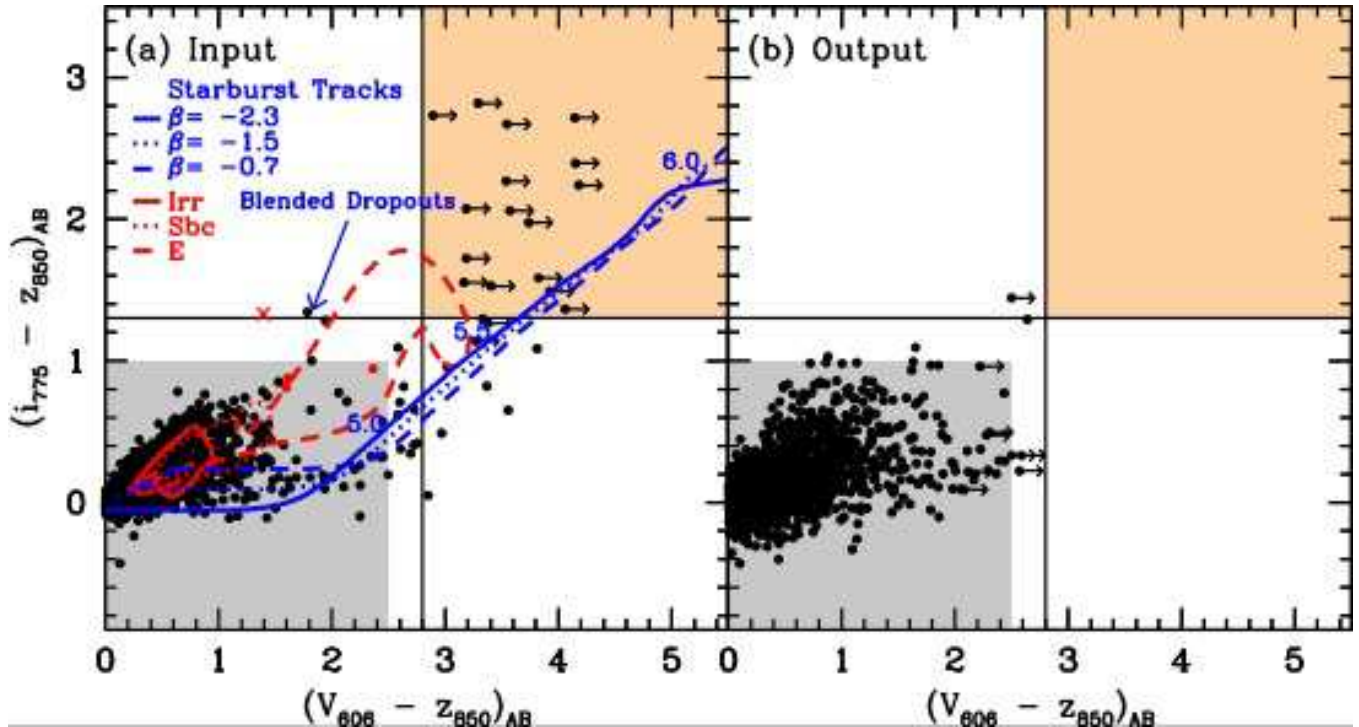 (a) Input
Starburst Tracks
β= -2.3
β= -1.5
β= -0.7
Irr
Sbc
E
Blended Dropouts
6.0
5.5
5.0
3
2
1
0
(i775 - z850)AB
0 1 2 3 4 5
(V606 - z850)AB
(b) Output
0 1 2 3 4 5
(V606 - z850)AB